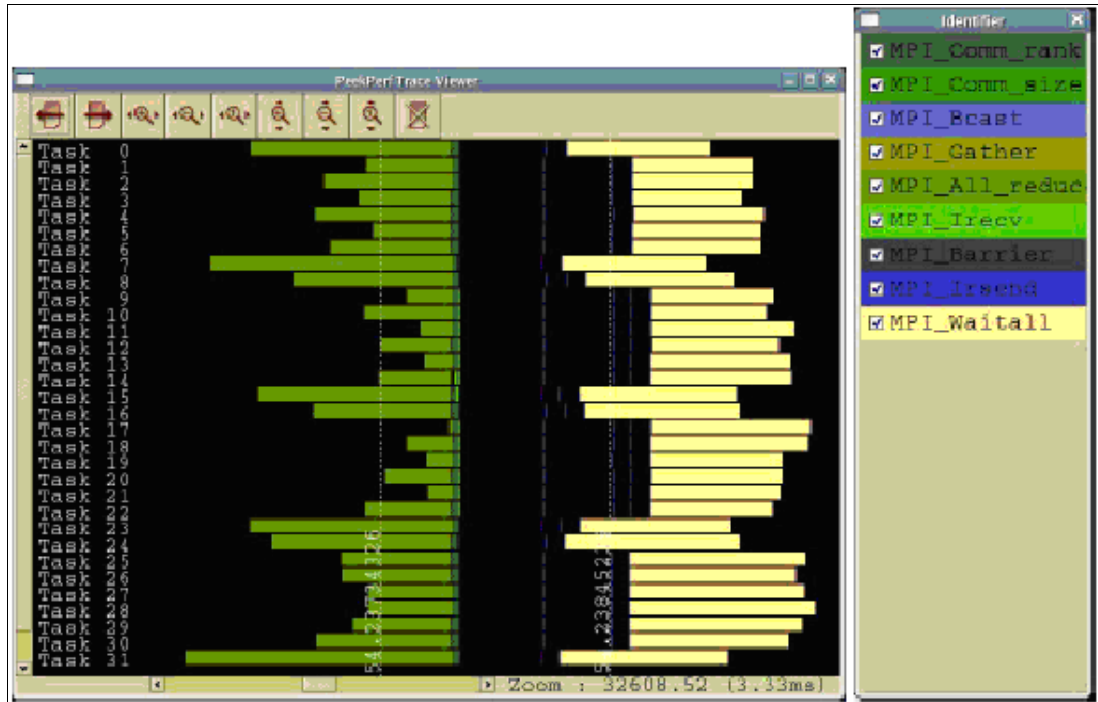 Identifier
MPI_Comm_rank
MPI_Comm_size
MPI_Bcast
MPI_Gather
MPI_All_reduc
MPI_Irecv
MPI_Barrier
MPI_Irsend
MPI_Waitall
PeekPerf Trace Viewer
Task 0
Task 1
Task 2
Task 3
Task 4
Task 5
Task 6
Task 7
Task 8
Task 9
Task 10
Task 11
Task 12
Task 13
Task 14
Task 15
Task 16
Task 17
Task 18
Task 19
Task 20
Task 21
Task 22
Task 23
Task 24
Task 25
Task 26
Task 27
Task 28
Task 29
Task 30
Task 31
Zoom : 32608.52 (3.33ms)